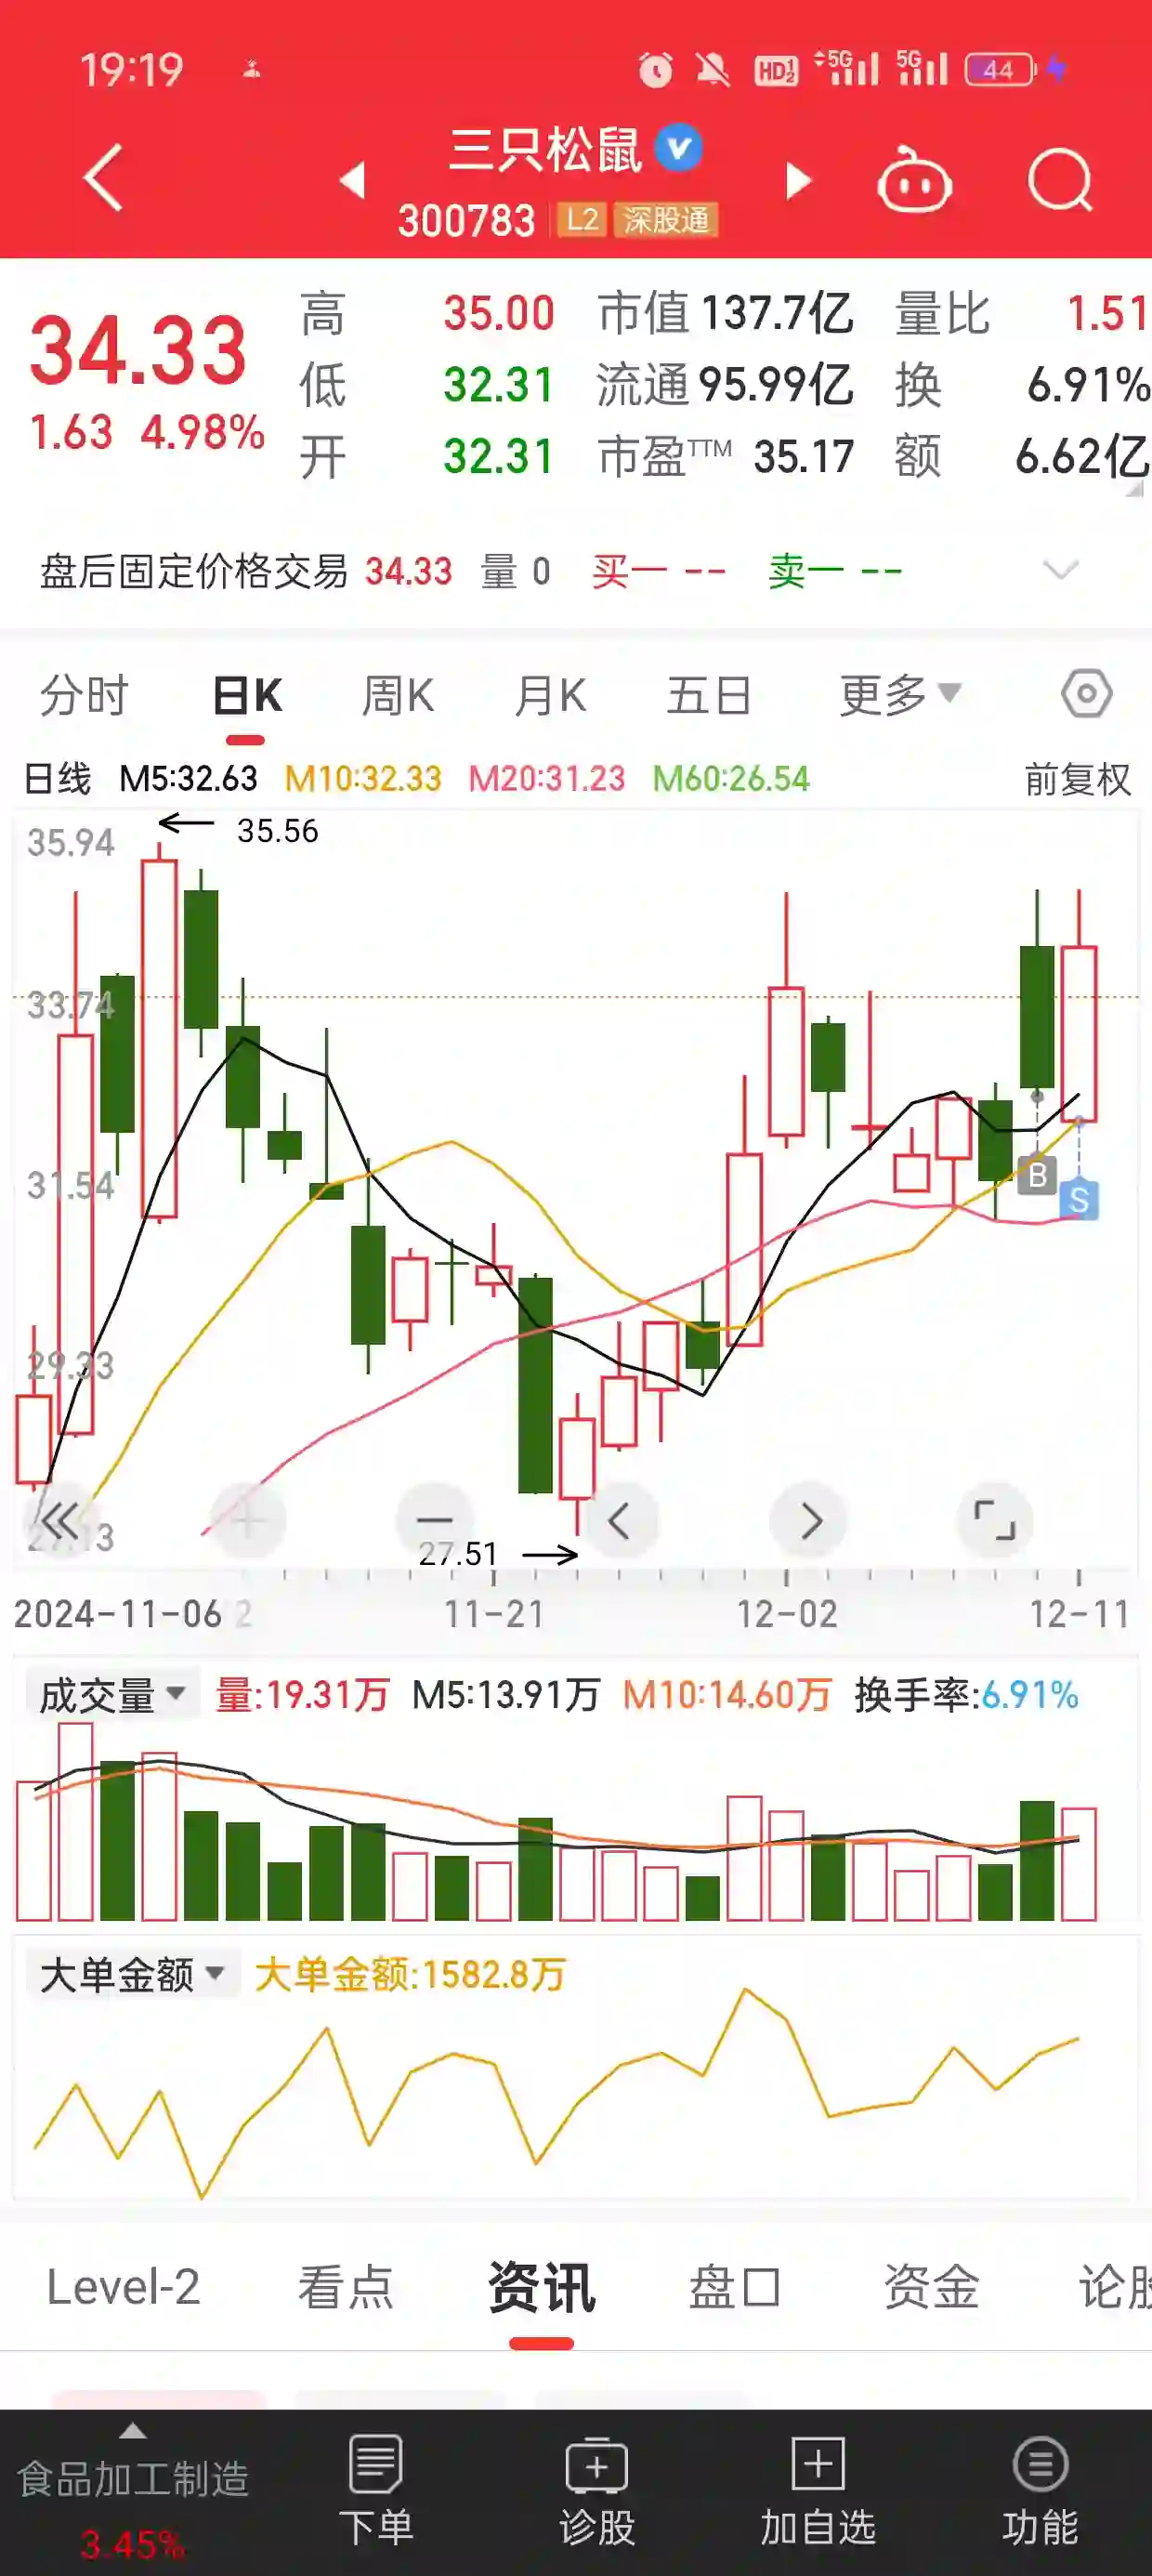 19:19 HD 1 2 5G 5G 44
三只松鼠
300783 L2 深股通
34.33 高 35.00 市值 137.7亿 量比 1.51
1.63 4.98% 低 32.31 流通 95.99亿 换 6.91%
开 32.31 市盈TTM 35.17 额 6.62亿
盘后固定价格交易 34.33 量 0 买一 -- 卖一 --
分时 日K 周K 月K 五日 更多
日线 M5:32.63 M10:32.33 M20:31.23 M60:26.54 前复权
35.94 35.56
33.74
31.54
B
S
29.33
27.51
2024-11-06 11-21 12-02 12-11
成交量 量:19.31万 M5:13.91万 M10:14.60万 换手率:6.91%
大单金额 大单金额:1582.8万
Level-2 看点 资讯 盘口 资金 论股
食品加工制造
3.45%
下单 诊股 加自选 功能